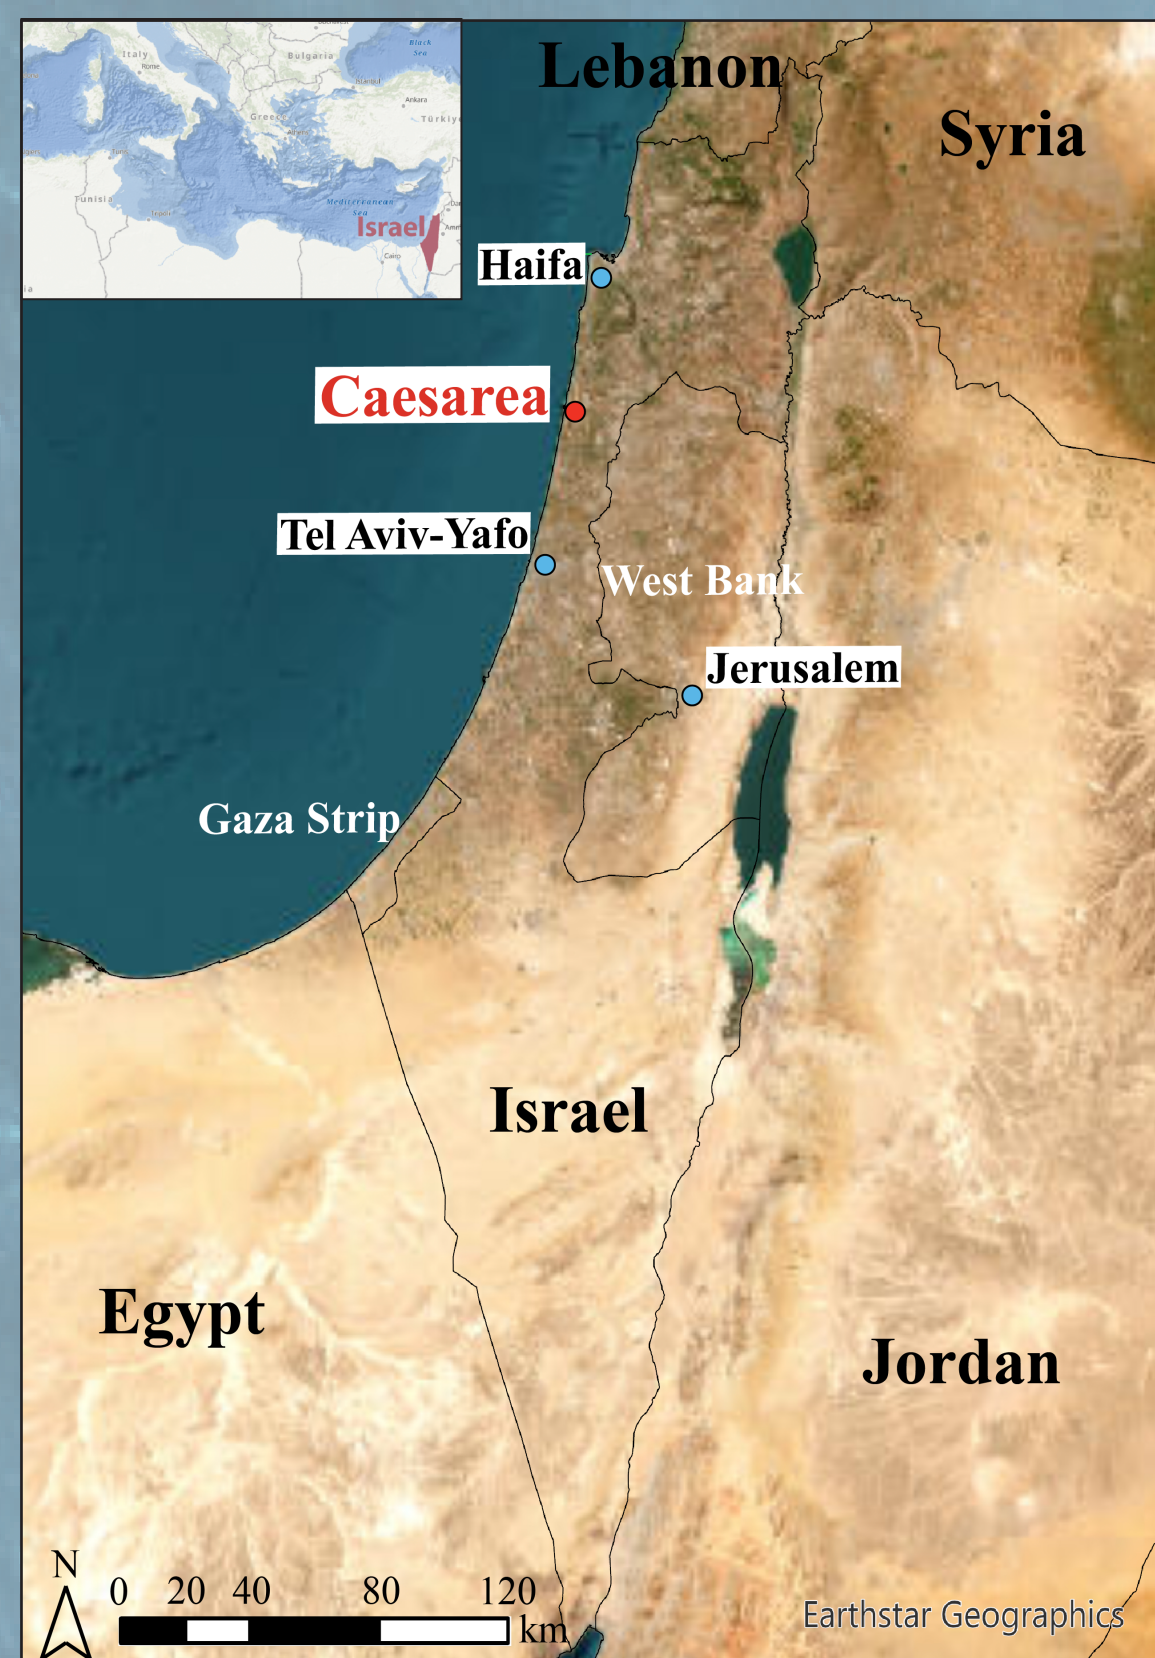 Italy
Rome
Bulgaria
Black
Sea
Istanbul
Ankara
Greece
Türkiye
Tunis
Tunisia
Tripoli
Mediterranean
Sea
Israel
Cairo
Lebanon
Syria
Haifa
Caesarea
Tel Aviv-Yafo
West Bank
Jerusalem
Gaza Strip
Israel
Egypt
Jordan
N
0 20 40 80 120
km
Earthstar Geographics